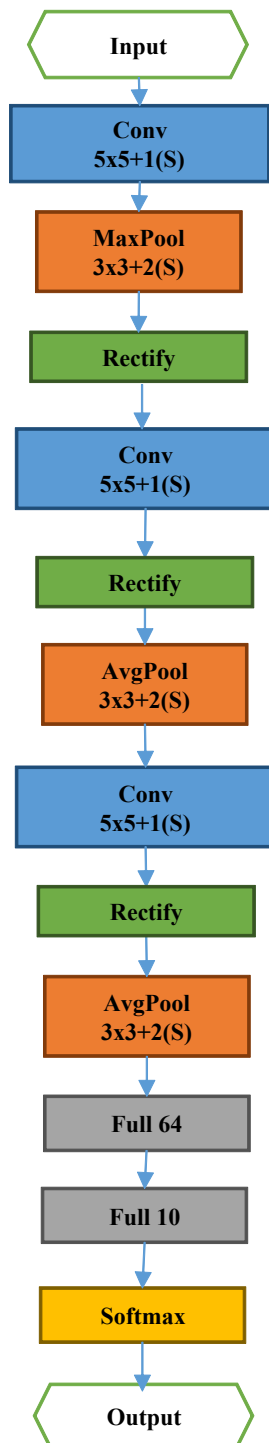 Input
Conv
5x5+1(S)
MaxPool
3x3+2(S)
Rectify
Conv
5x5+1(S)
Rectify
AvgPool
3x3+2(S)
Conv
5x5+1(S)
Rectify
AvgPool
3x3+2(S)
Full 64
Full 10
Softmax
Output